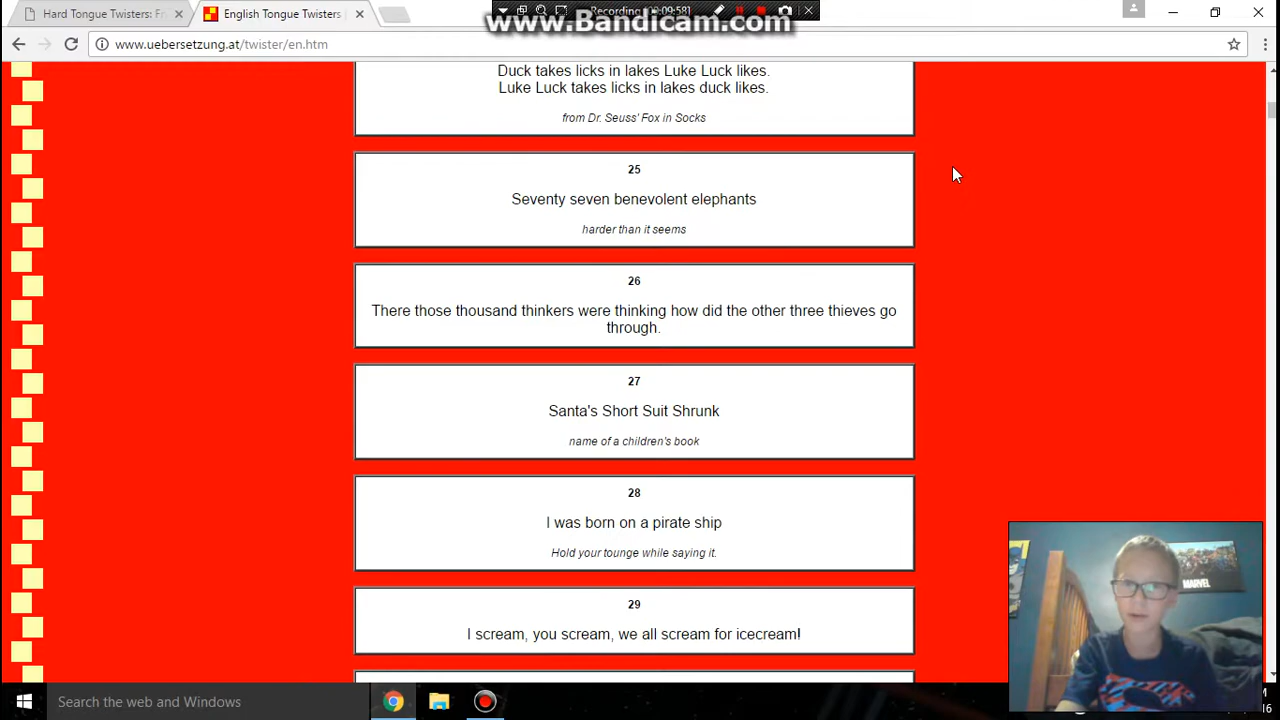 Recording [00:09:58]
www.Bandicam.com
Hard Tongue Twisters: F
English Tongue Twisters |
www.uebersetzung.at/twister/en.htm
Duck takes licks in lakes Luke Luck likes.
Luke Luck takes licks in lakes duck likes.
from Dr. Seuss' Fox in Socks
25
Seventy seven benevolent elephants
harder than it seems
26
There those thousand thinkers were thinking how did the other three thieves go
through.
27
Santa's Short Suit Shrunk
name of a children's book
28
I was born on a pirate ship
Hold your tounge while saying it.
29
I scream, you scream, we all scream for icecream!
MARVEL
Search the web and Windows